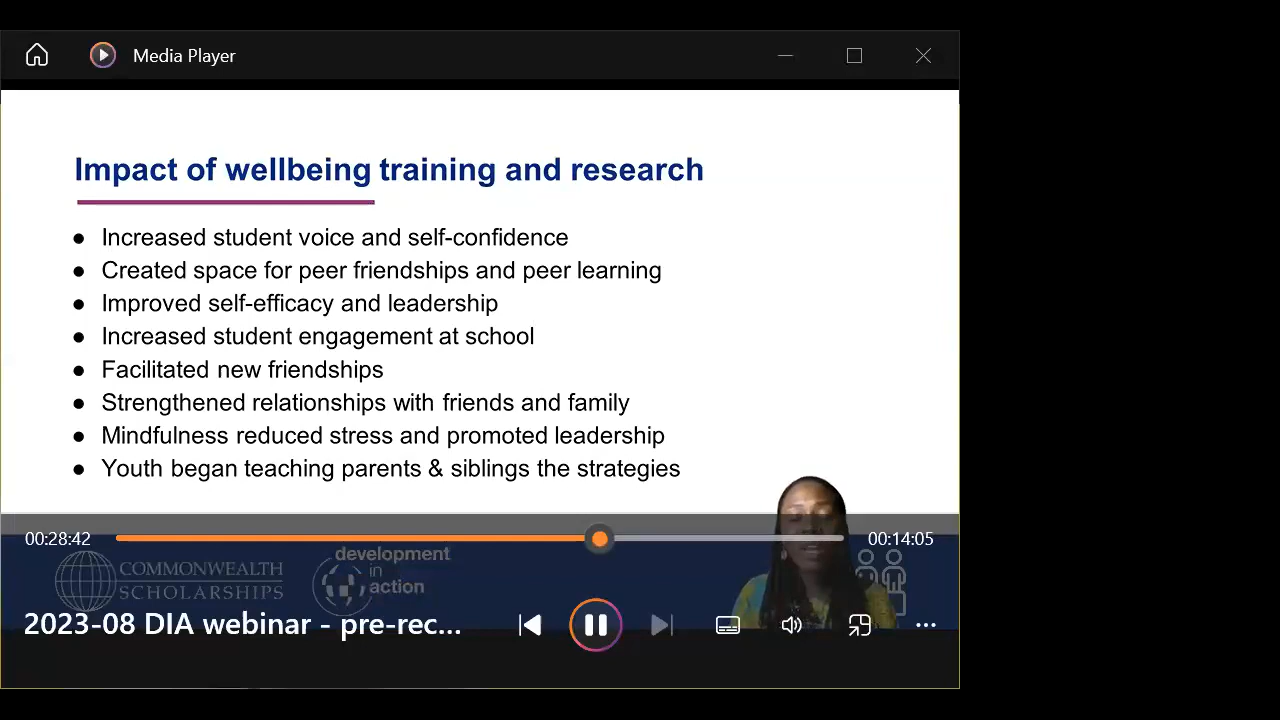 Media Player
Impact of wellbeing training and research
● Increased student voice and self-confidence
● Created space for peer friendships and peer learning
● Improved self-efficacy and leadership
● Increased student engagement at school
● Facilitated new friendships
● Strengthened relationships with friends and family
● Mindfulness reduced stress and promoted leadership
● Youth began teaching parents & siblings the strategies
00:28:42
00:14:05
COMMONWEALTH
SCHOLARSHIPS
development
in
action
2023-08 DIA webinar - pre-rec...